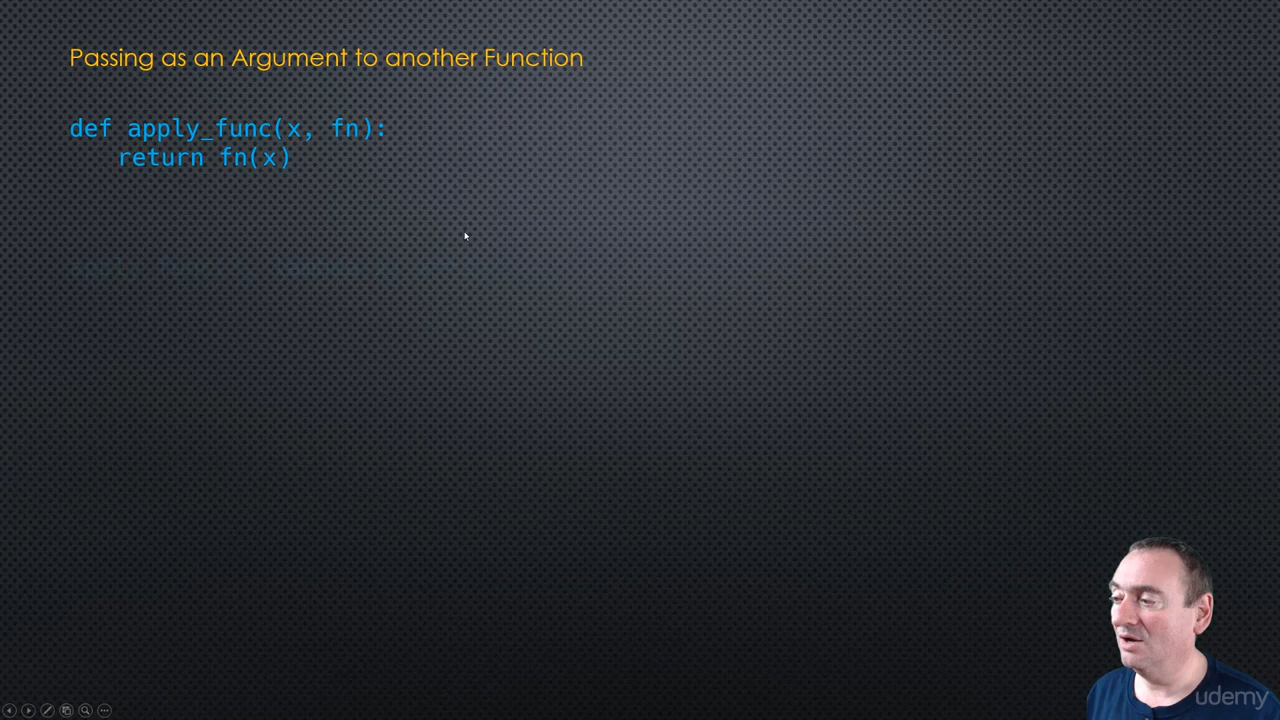 Passing as an Argument to another Function
def apply_func(x, fn):
return fn(x)
udemy